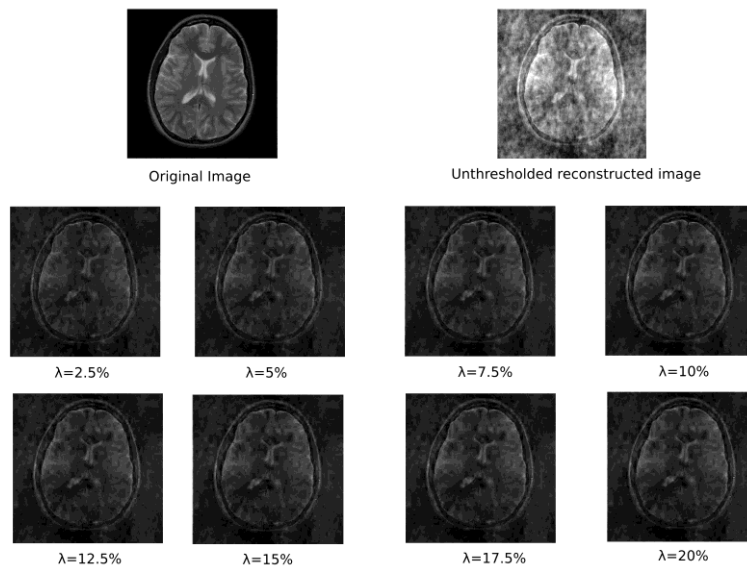 Original Image
Unthresholded reconstructed image
λ=2.5%
λ=5%
λ=7.5%
λ=10%
λ=12.5%
λ=15%
λ=17.5%
λ=20%